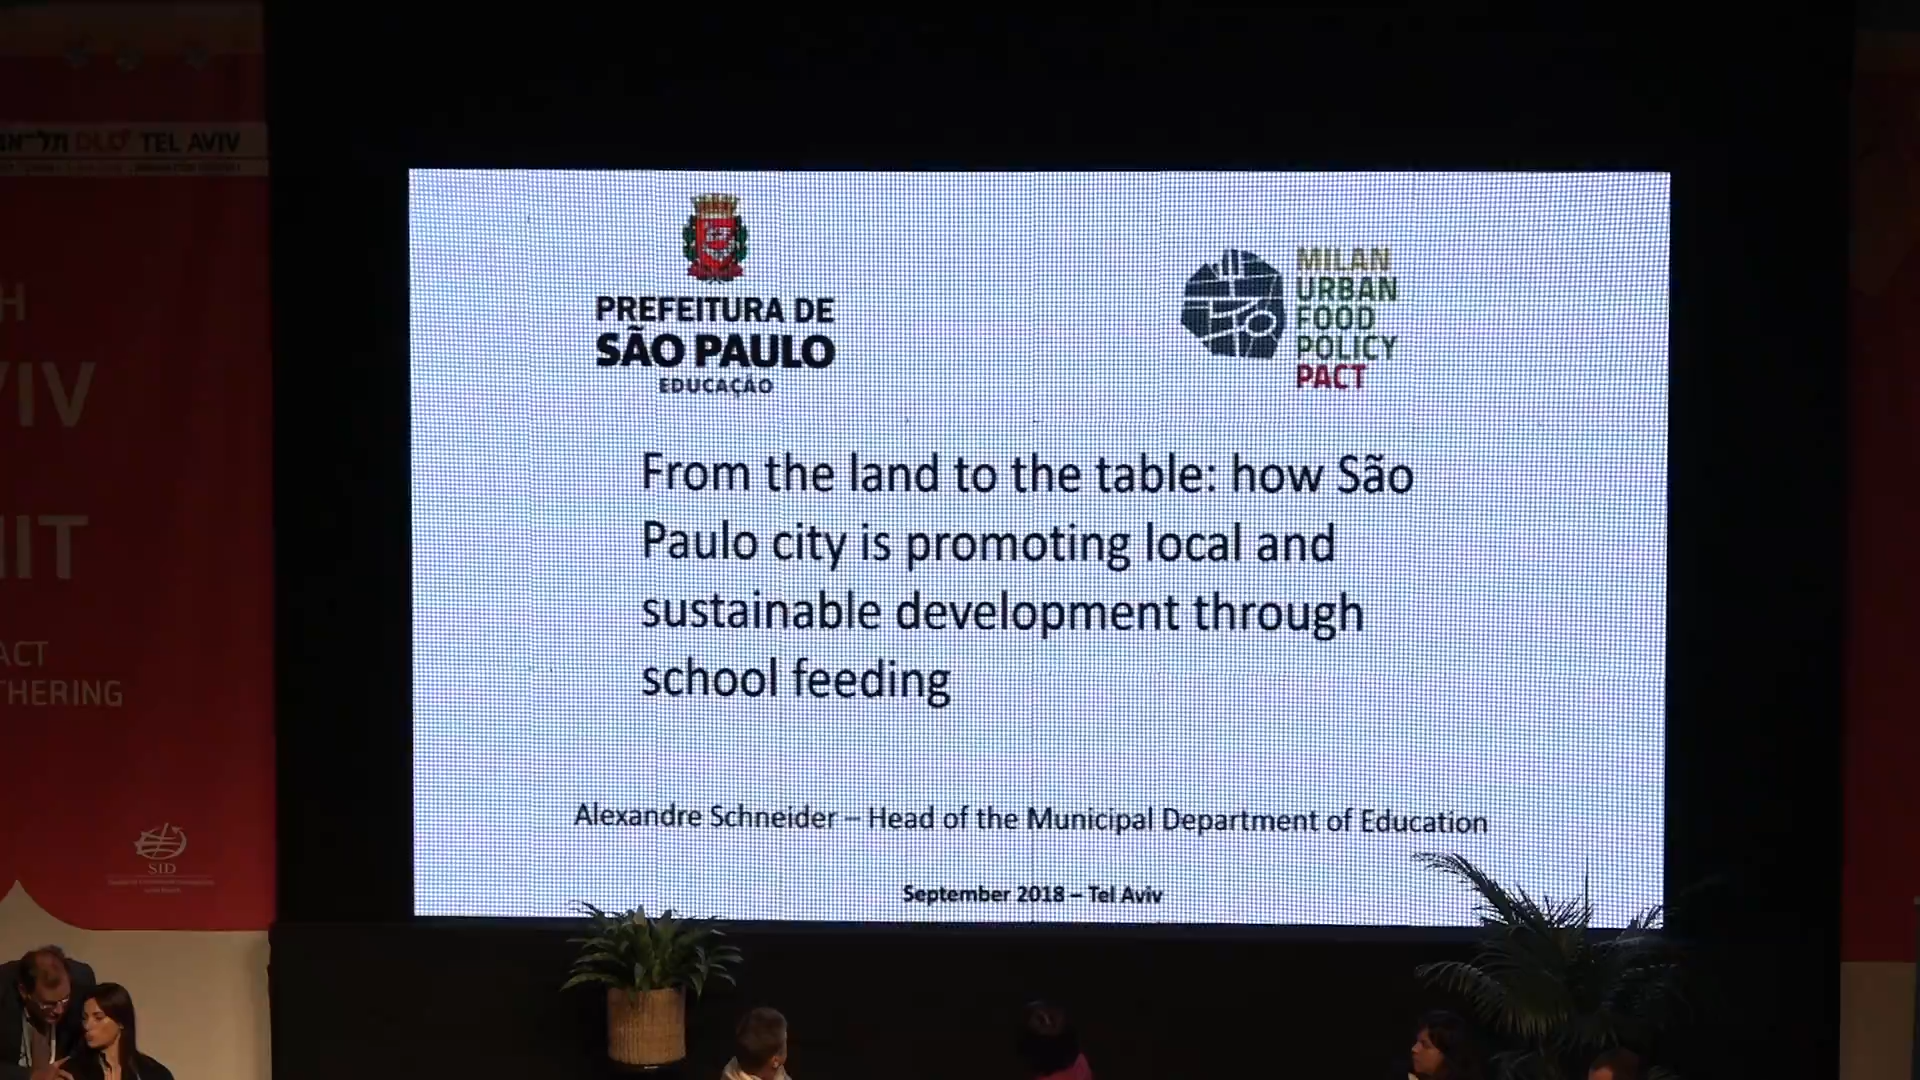 TEL AVIV
H
VIV
IIT
ACT
THERING
SID
PREFEITURA DE
SÃO PAULO
EDUCAÇÃO
MILAN
URBAN
FOOD
POLICY
PACT
From the land to the table: how São
Paulo city is promoting local and
sustainable development through
school feeding
Alexandre Schneider – Head of the Municipal Department of Education
September 2018 – Tel Aviv